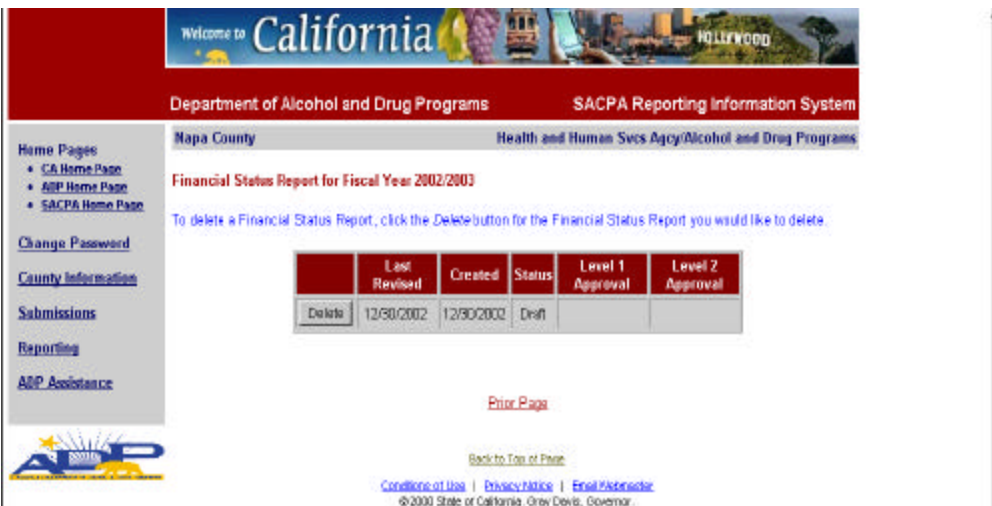 Welcome to California
HOLLYWOOD
Department of Alcohol and Drug Programs SACPA Reporting Information System
Napa County Health and Human Svcs Agcy/Alcohol and Drug Programs
Home Pages
• CA Home Page
• ADP Home Page
• SACPA Home Page
Change Password
County Information
Submissions
Reporting
ADP Assistance
Financial Status Report for Fiscal Year 2002/2003
To delete a Financial Status Report, click the Delete button for the Financial Status Report you would like to delete.
Last Revised Created Status Level 1 Approval Level 2 Approval
Delete 12/30/2002 12/30/2002 Draft
Prior Page
ADP
Back to Top of Page
Conditions of Use | Privacy Notice | Email Webmaster
©2000 State of California. Gray Davis, Governor.